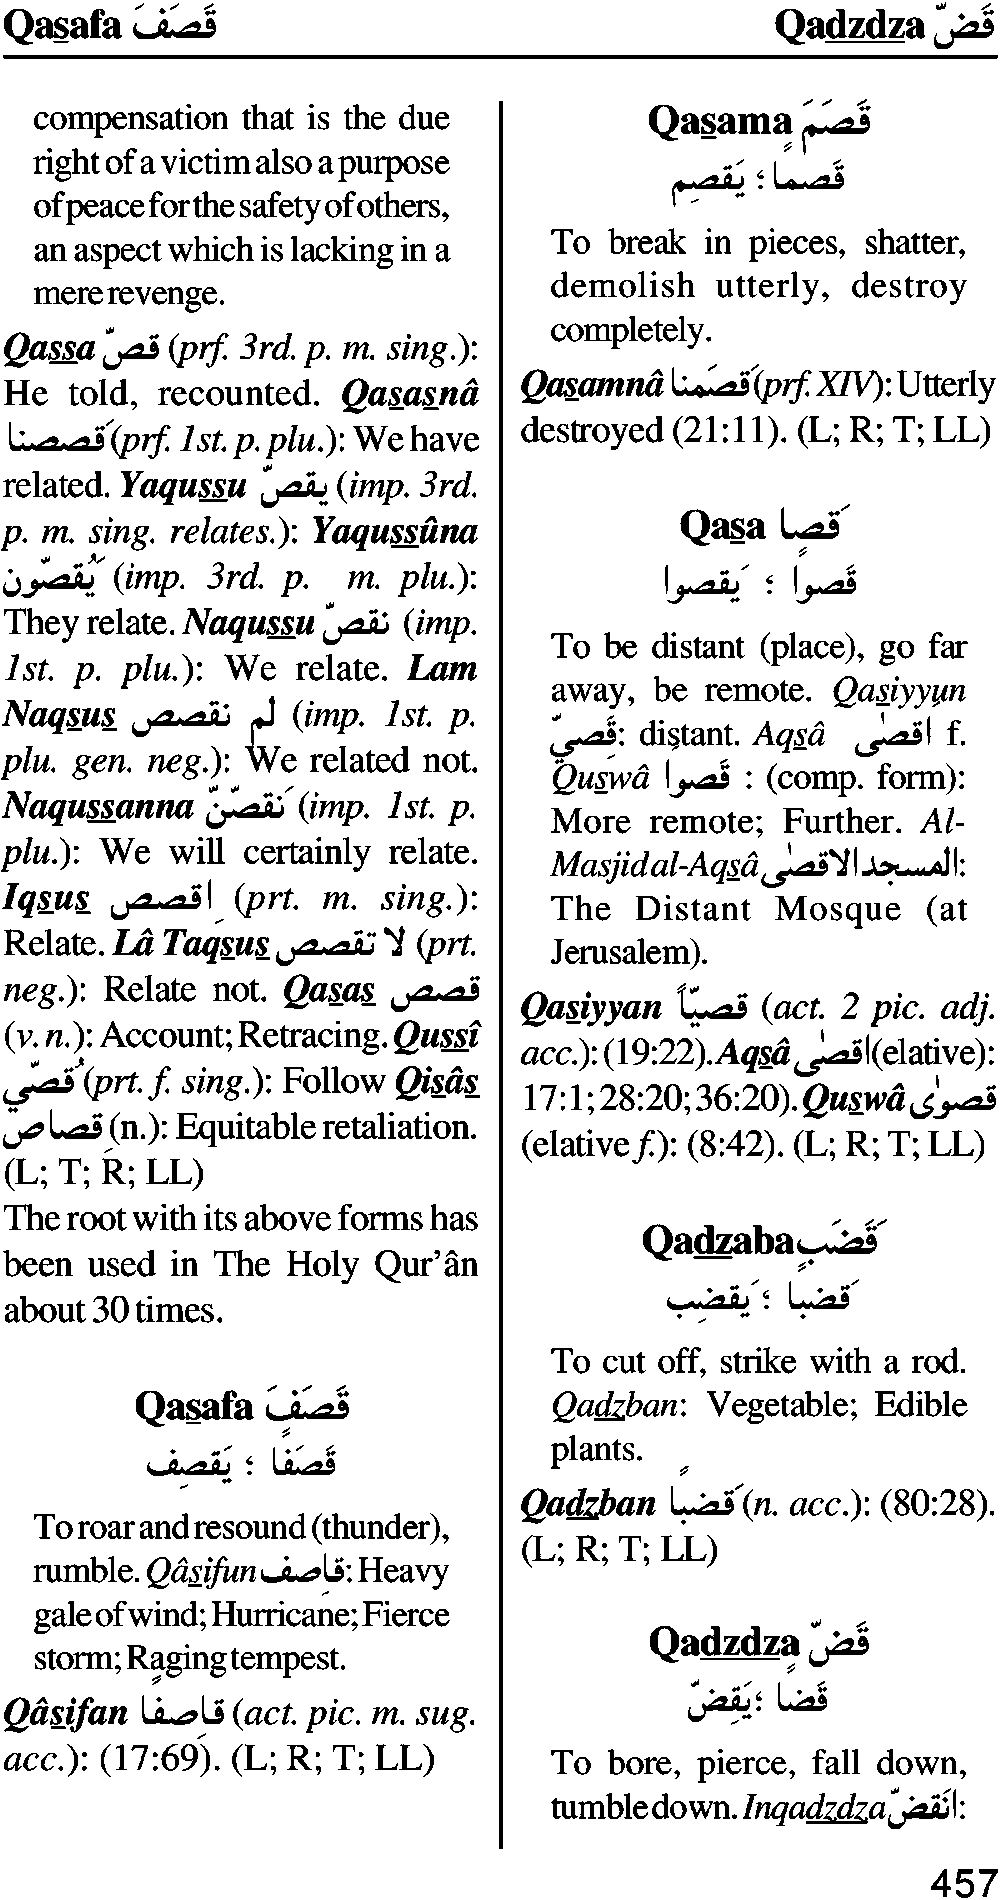 Qasafa قَصَفَ
Qadzdza قَضّ
compensation that is the due
right of a victim also a purpose
of peace for the safety of others,
an aspect which is lacking in a
mere revenge.
Qassa قصّ (prf. 3rd. p. m. sing.):
He told, recounted. Qasasnâ
قَصصنا (prf. 1st. p. plu.): We have
related. Yaqussu يقصّ (imp. 3rd.
p. m. sing. relates.): Yaqussûna
يَقُصّون (imp. 3rd. p. m. plu.):
They relate. Naqussu نقصّ (imp.
1st. p. plu.): We relate. Lam
Naqsus لم نقصص (imp. 1st. p.
plu. gen. neg.): We related not.
Naqussanna نَقصّنّ (imp. 1st. p.
plu.): We will certainly relate.
Iqsus اِقصص (prt. m. sing.):
Relate. Lâ Taqsus لا تقصص (prt.
neg.): Relate not. Qasas قصص
(v. n.): Account; Retracing. Qussî
قُصّي (prt. f. sing.): Follow Qisâs
قِصاص (n.): Equitable retaliation.
(L; T; R; LL)
The root with its above forms has
been used in The Holy Qur’ân
about 30 times.
Qasafa قَصَفَ
قَصَفًا ؛ يَقصِف
To roar and resound (thunder),
rumble. Qâsifun قاصِف: Heavy
gale of wind; Hurricane; Fierce
storm; Raging tempest.
Qâsifan قاصِفًا (act. pic. m. sug.
acc.): (17:69). (L; R; T; LL)
Qasama قَصَمَ
قَصماً ؛ يَقصِم
To break in pieces, shatter,
demolish utterly, destroy
completely.
Qasamnâ قَصَمنا (prf. XIV): Utterly
destroyed (21:11). (L; R; T; LL)
Qasa قَصا
قَصواً ؛ يَقصوا
To be distant (place), go far
away, be remote. Qasiyyun
قَصِيّ: distant. Aqsâ اقصٰى f.
Quswâ قَصوا : (comp. form):
More remote; Further. Al-
Masjid al-Aqsâ المسجد الاقصٰى:
The Distant Mosque (at
Jerusalem).
Qasiyyan قصيّاً (act. 2 pic. adj.
acc.): (19:22). Aqsâ اقصٰى (elative):
17:1; 28:20; 36:20). Quswâ قصوٰى
(elative f.): (8:42). (L; R; T; LL)
Qadzaba قَضَبَ
قَضباً ؛ يَقضِب
To cut off, strike with a rod.
Qadzban: Vegetable; Edible
plants.
Qadzban قَضباً (n. acc.): (80:28).
(L; R; T; LL)
Qadzdza قَضّ
قَضاً ؛ يَقِضّ
To bore, pierce, fall down,
tumble down. Inqadzdza انَقَضّ:
457